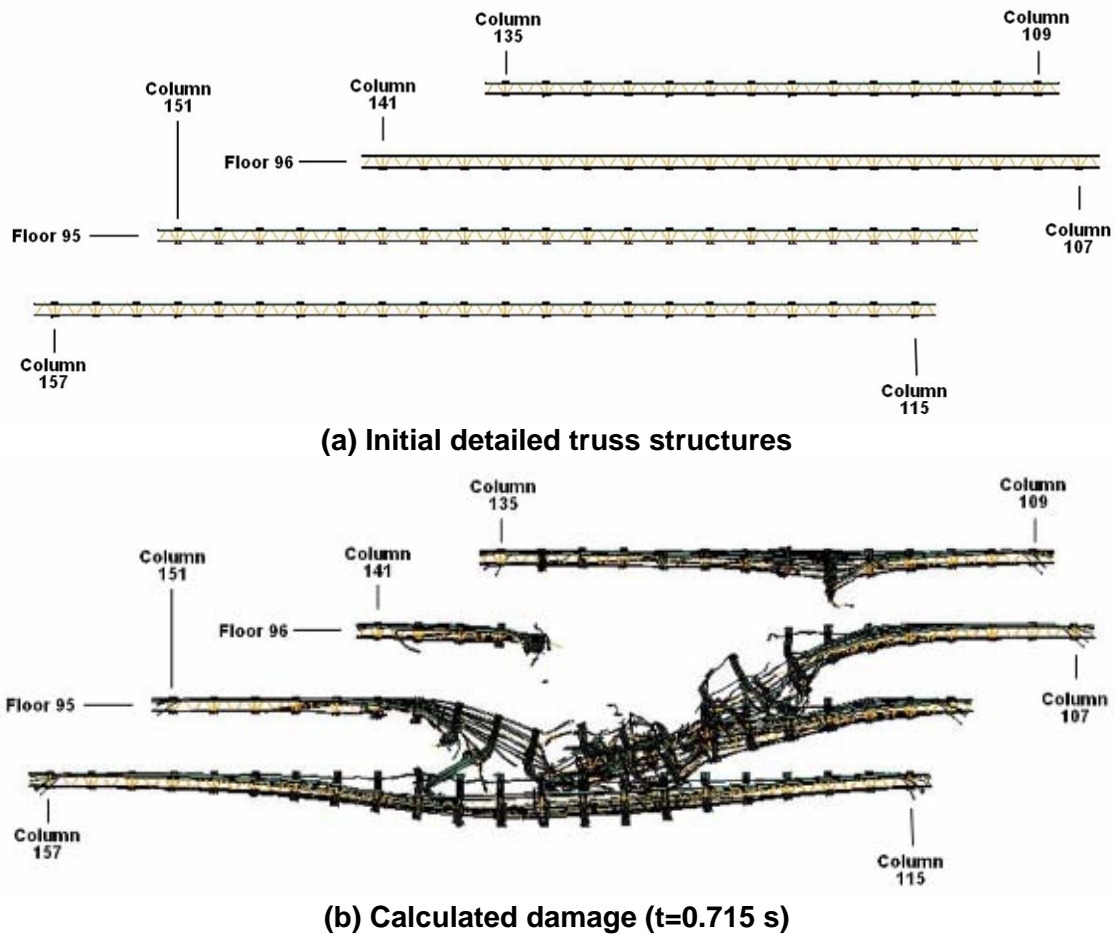 Column
135
Column
109
Column
151
Column
141
Floor 96
Floor 95
Column
107
Column
157
Column
115
(a) Initial detailed truss structures
Column
135
Column
109
Column
151
Column
141
Floor 96
Floor 95
Column
107
Column
157
Column
115
(b) Calculated damage (t=0.715 s)